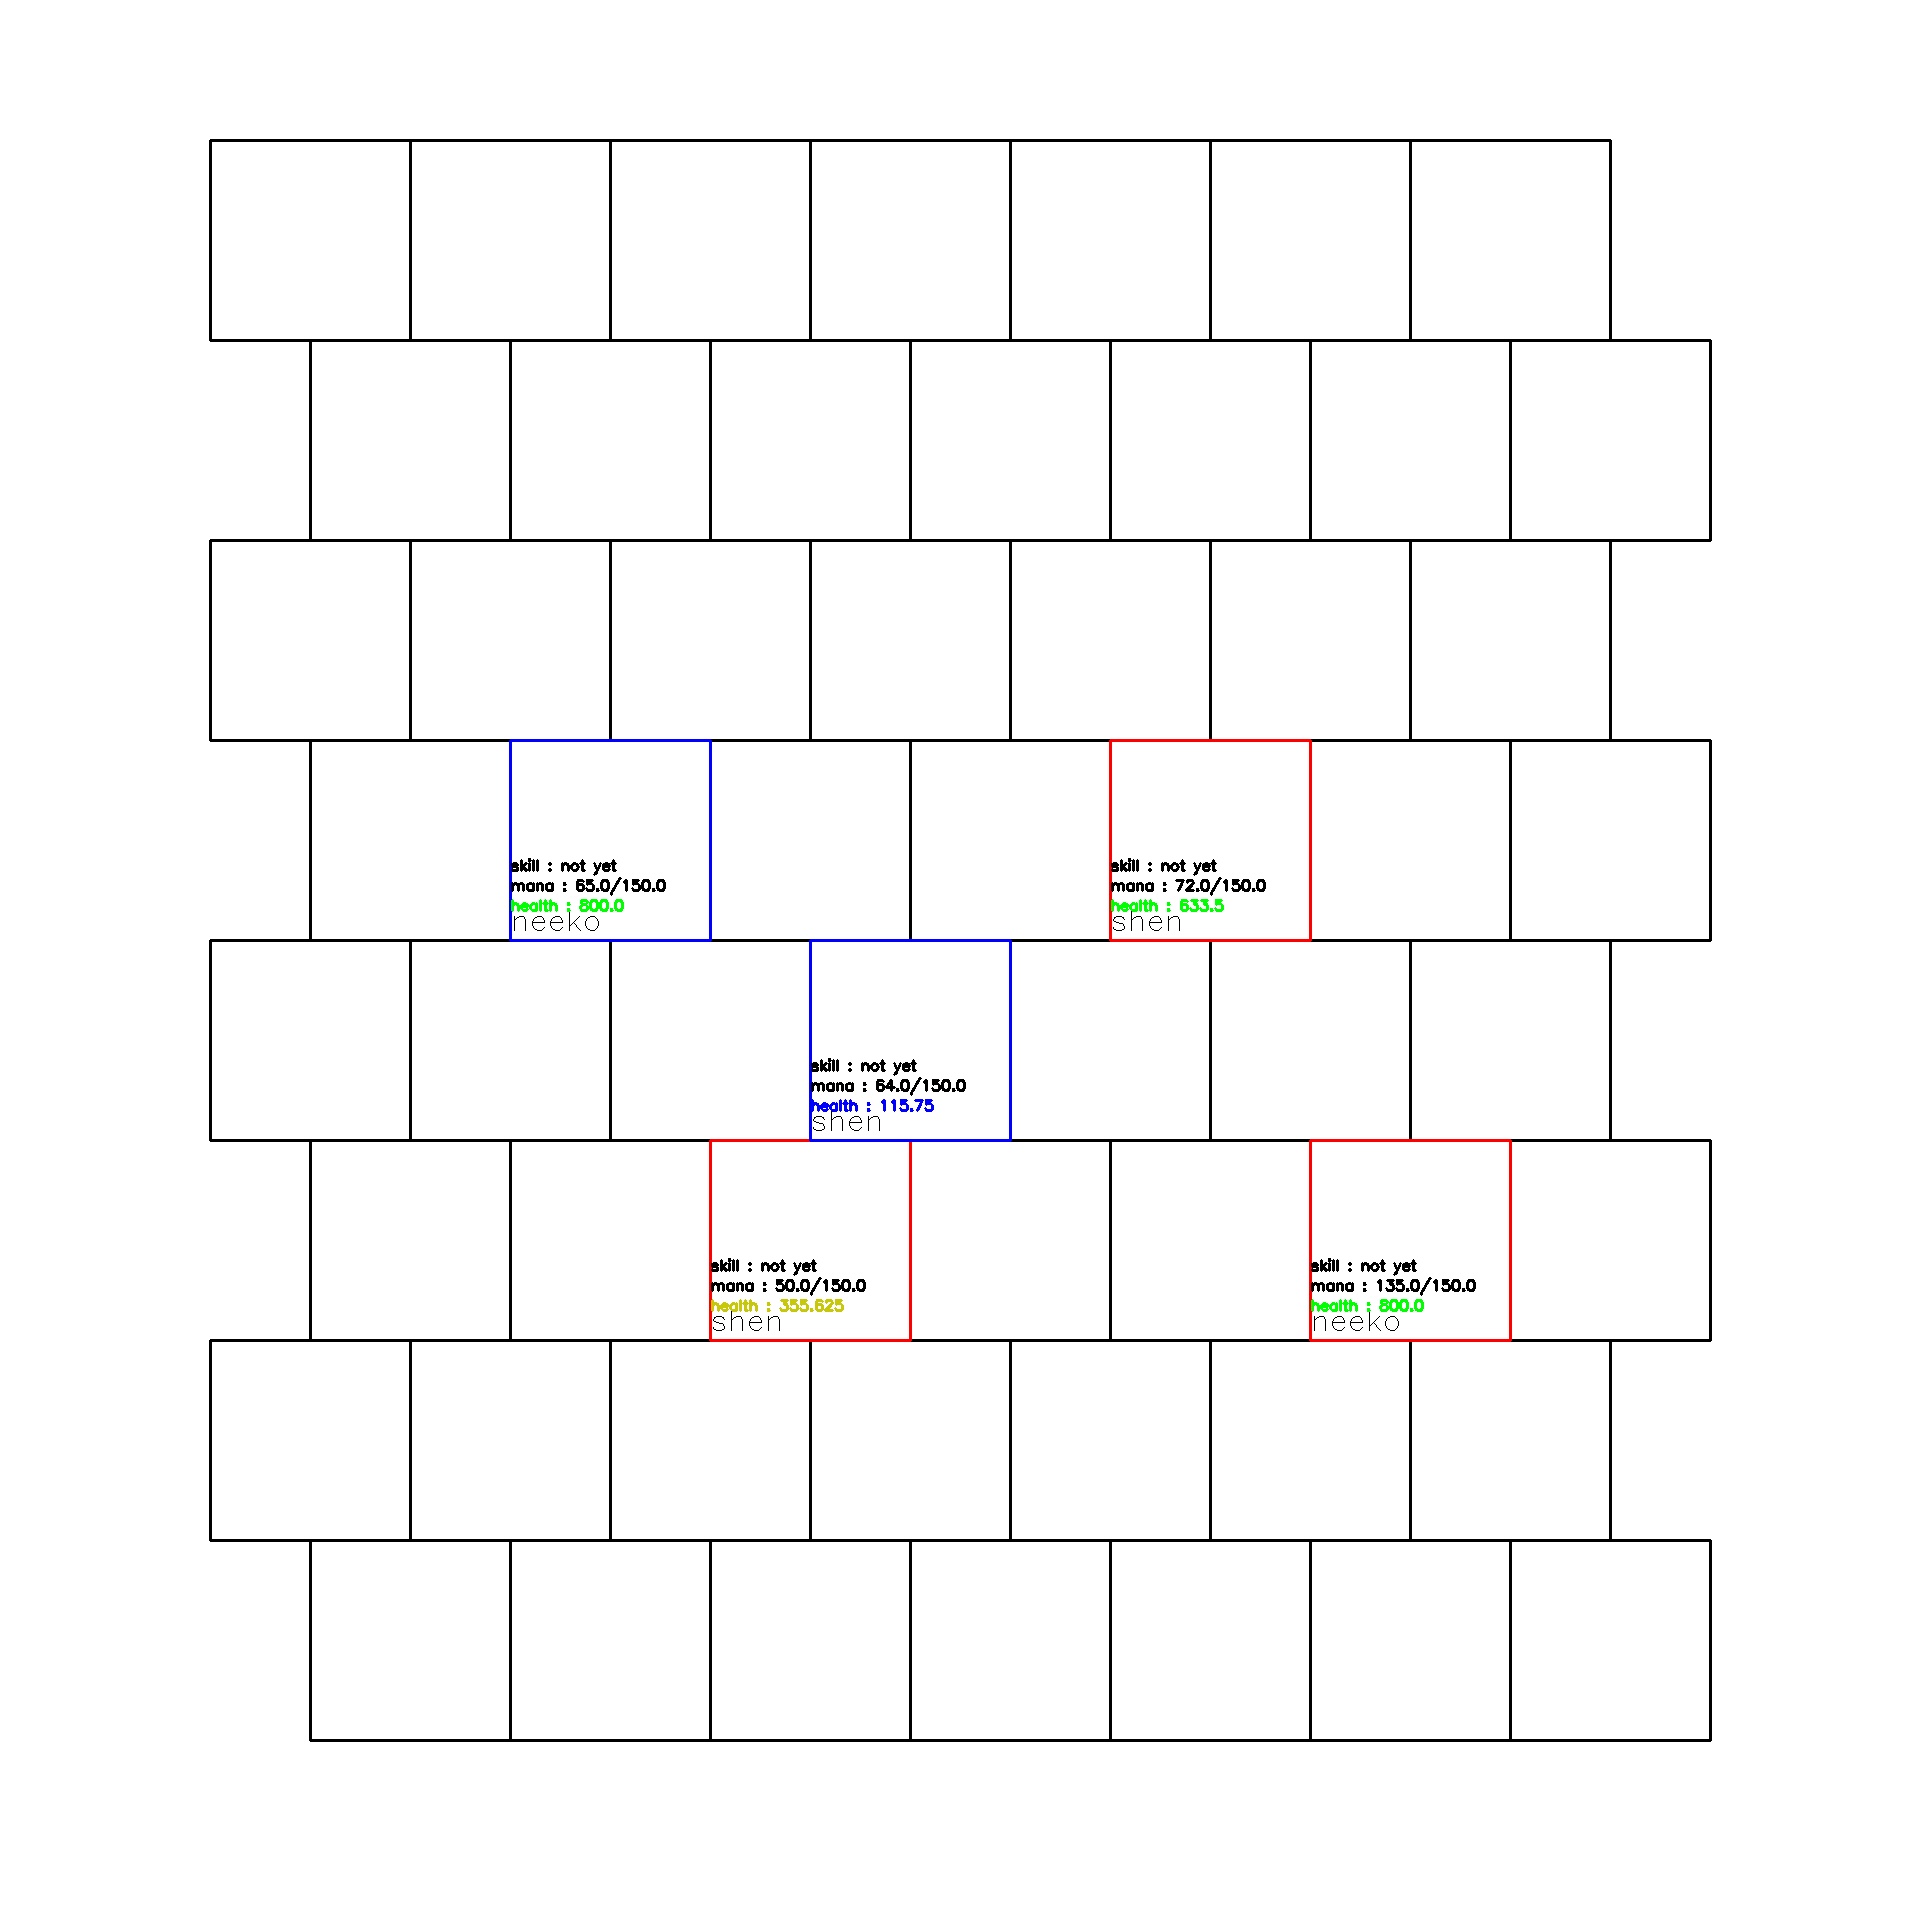 skill : not yet
mana : 65.0/150.0
health : 800.0
neeko
skill : not yet
mana : 72.0/150.0
health : 633.5
shen
skill : not yet
mana : 64.0/150.0
health : 115.75
shen
skill : not yet
mana : 50.0/150.0
health : 355.625
shen
skill : not yet
mana : 135.0/150.0
health : 800.0
neeko